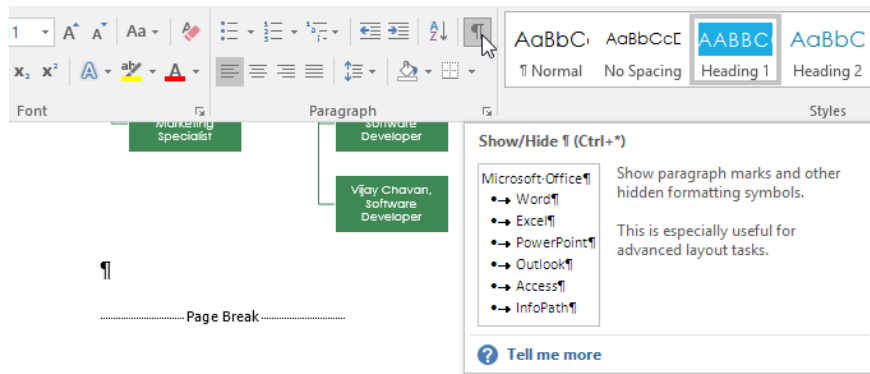 1 A A Aa
x₂ x² A ab A
AaBbC AaBbCcD AABBC AaBbC
¶ Normal No Spacing Heading 1 Heading 2
Font Paragraph Styles
Marketing
Specialist
Software
Developer
Vijay Chavan,
Software
Developer
¶
Page Break
Show/Hide ¶ (Ctrl+*)
Microsoft·Office¶
•→ Word¶
•→ Excel¶
•→ PowerPoint¶
•→ Outlook¶
•→ Access¶
•→ InfoPath¶
Show paragraph marks and other
hidden formatting symbols.
This is especially useful for
advanced layout tasks.
? Tell me more